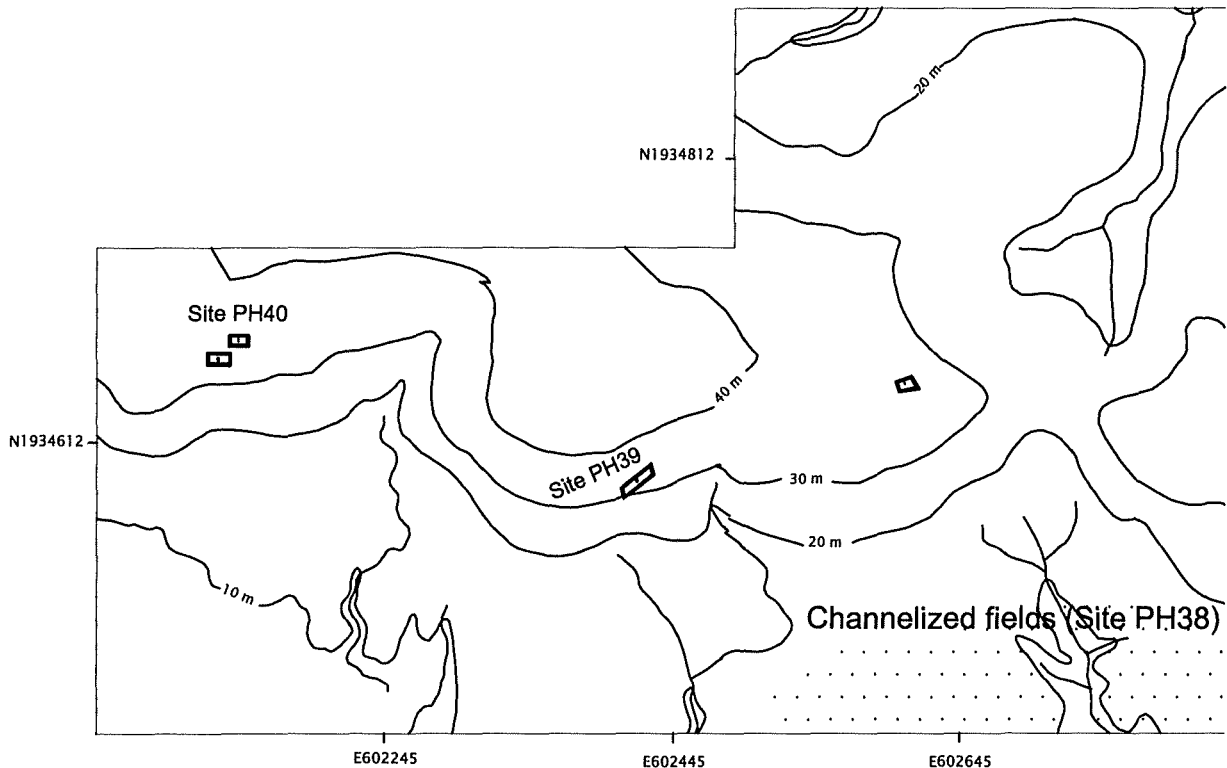 20 m
N1934812
Site PH40
40 m
N1934612
Site PH39
30 m
20 m
10 m
Channelized fields (Site PH38)
E602245
E602445
E602645